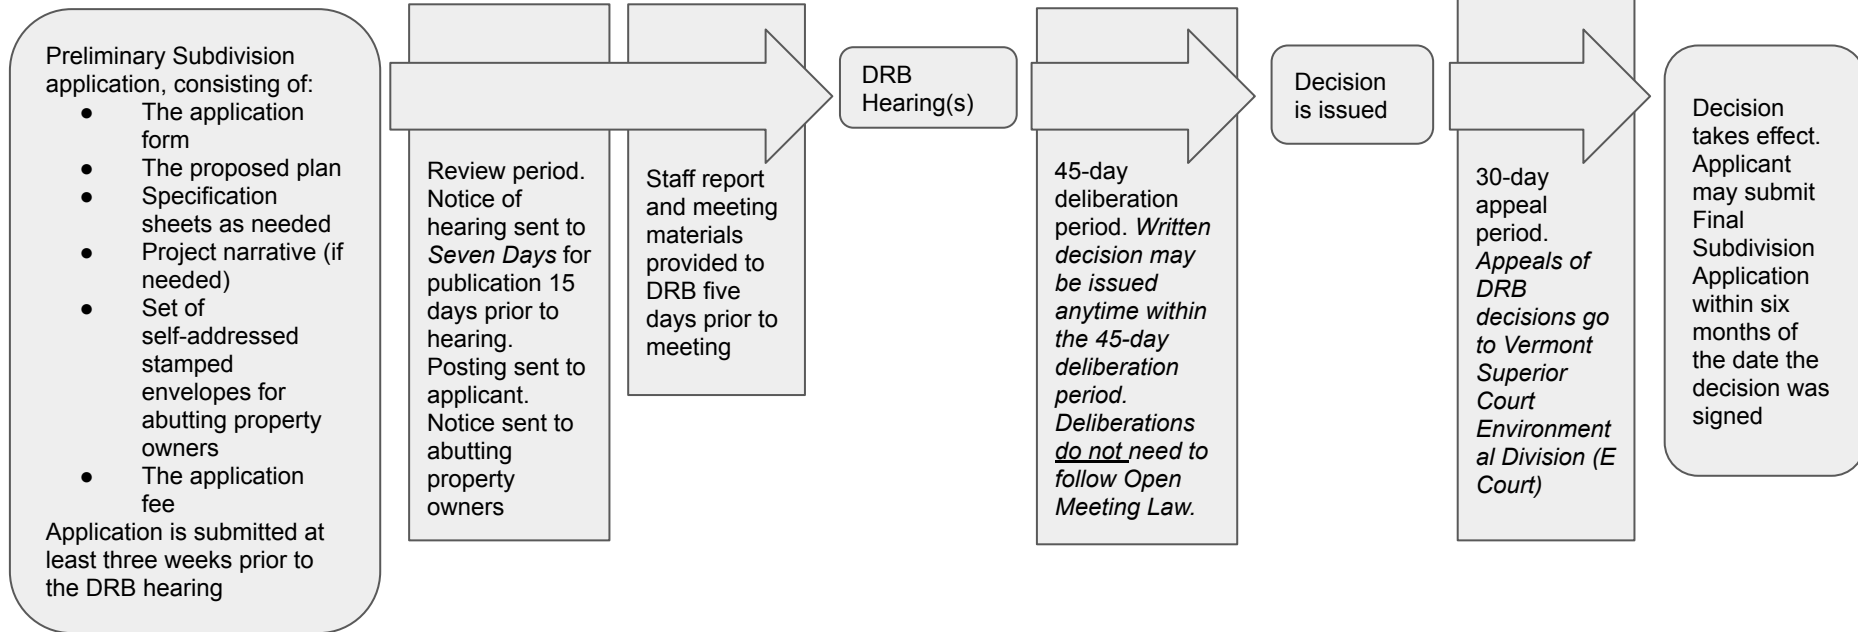 Preliminary Subdivision
application, consisting of:
● The application
form
● The proposed plan
● Specification
sheets as needed
● Project narrative (if
needed)
● Set of
self-addressed
stamped
envelopes for
abutting property
owners
● The application
fee
Application is submitted at
least three weeks prior to
the DRB hearing
Review period.
Notice of
hearing sent to
Seven Days for
publication 15
days prior to
hearing.
Posting sent to
applicant.
Notice sent to
abutting
property
owners
Staff report
and meeting
materials
provided to
DRB five
days prior to
meeting
DRB
Hearing(s)
45-day
deliberation
period. Written
decision may
be issued
anytime within
the 45-day
deliberation
period.
Deliberations
do not need to
follow Open
Meeting Law.
Decision
is issued
30-day
appeal
period.
Appeals of
DRB
decisions go
to Vermont
Superior
Court
Environment
al Division (E
Court)
Decision
takes effect.
Applicant
may submit
Final
Subdivision
Application
within six
months of
the date the
decision was
signed